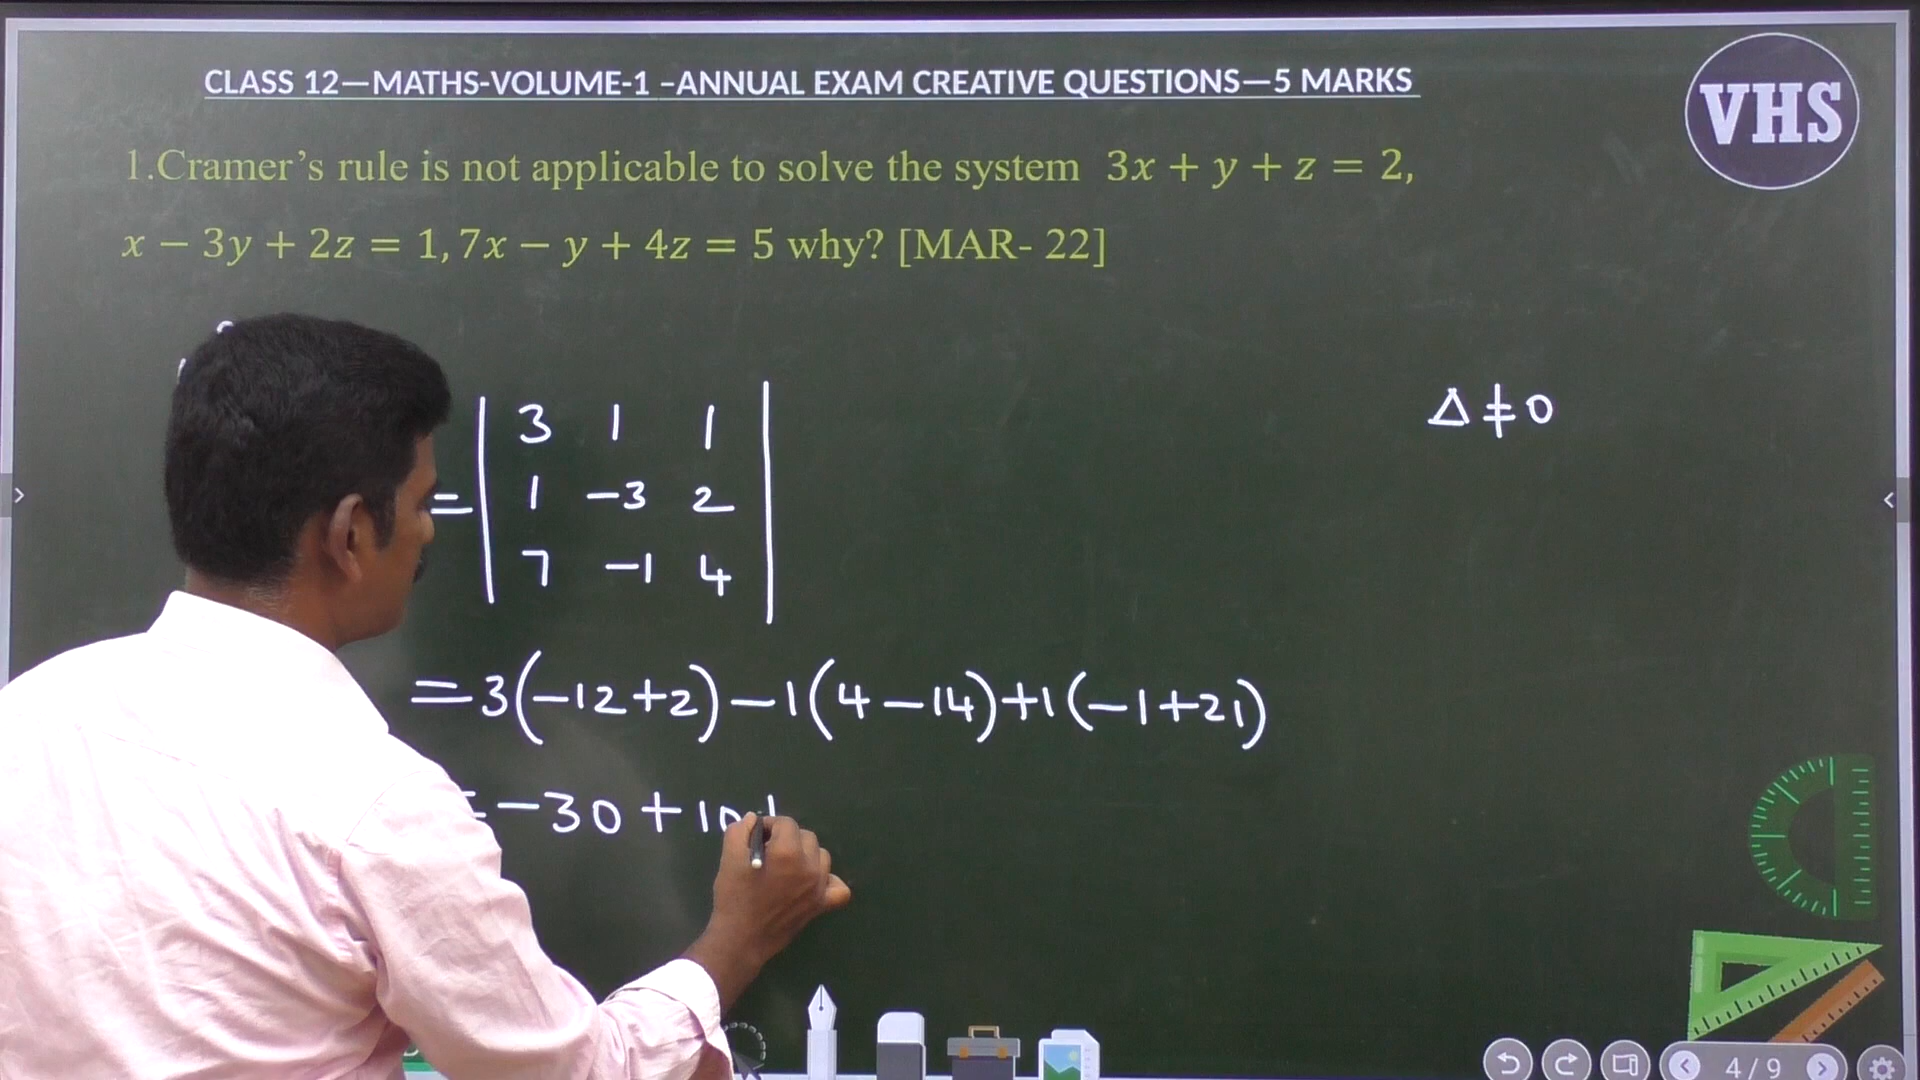 CLASS 12—MATHS-VOLUME-1 –ANNUAL EXAM CREATIVE QUESTIONS—5 MARKS
VHS
1.Cramer’s rule is not applicable to solve the system 3x + y + z = 2,
x − 3y + 2z = 1, 7x − y + 4z = 5 why? [MAR- 22]
Δ ≠ 0
= | 3 1 1 |
1 -3 2
7 -1 4
= 3(-12+2) - 1(4-14) + 1(-1+21)
= -30 + 10 +
4 / 9